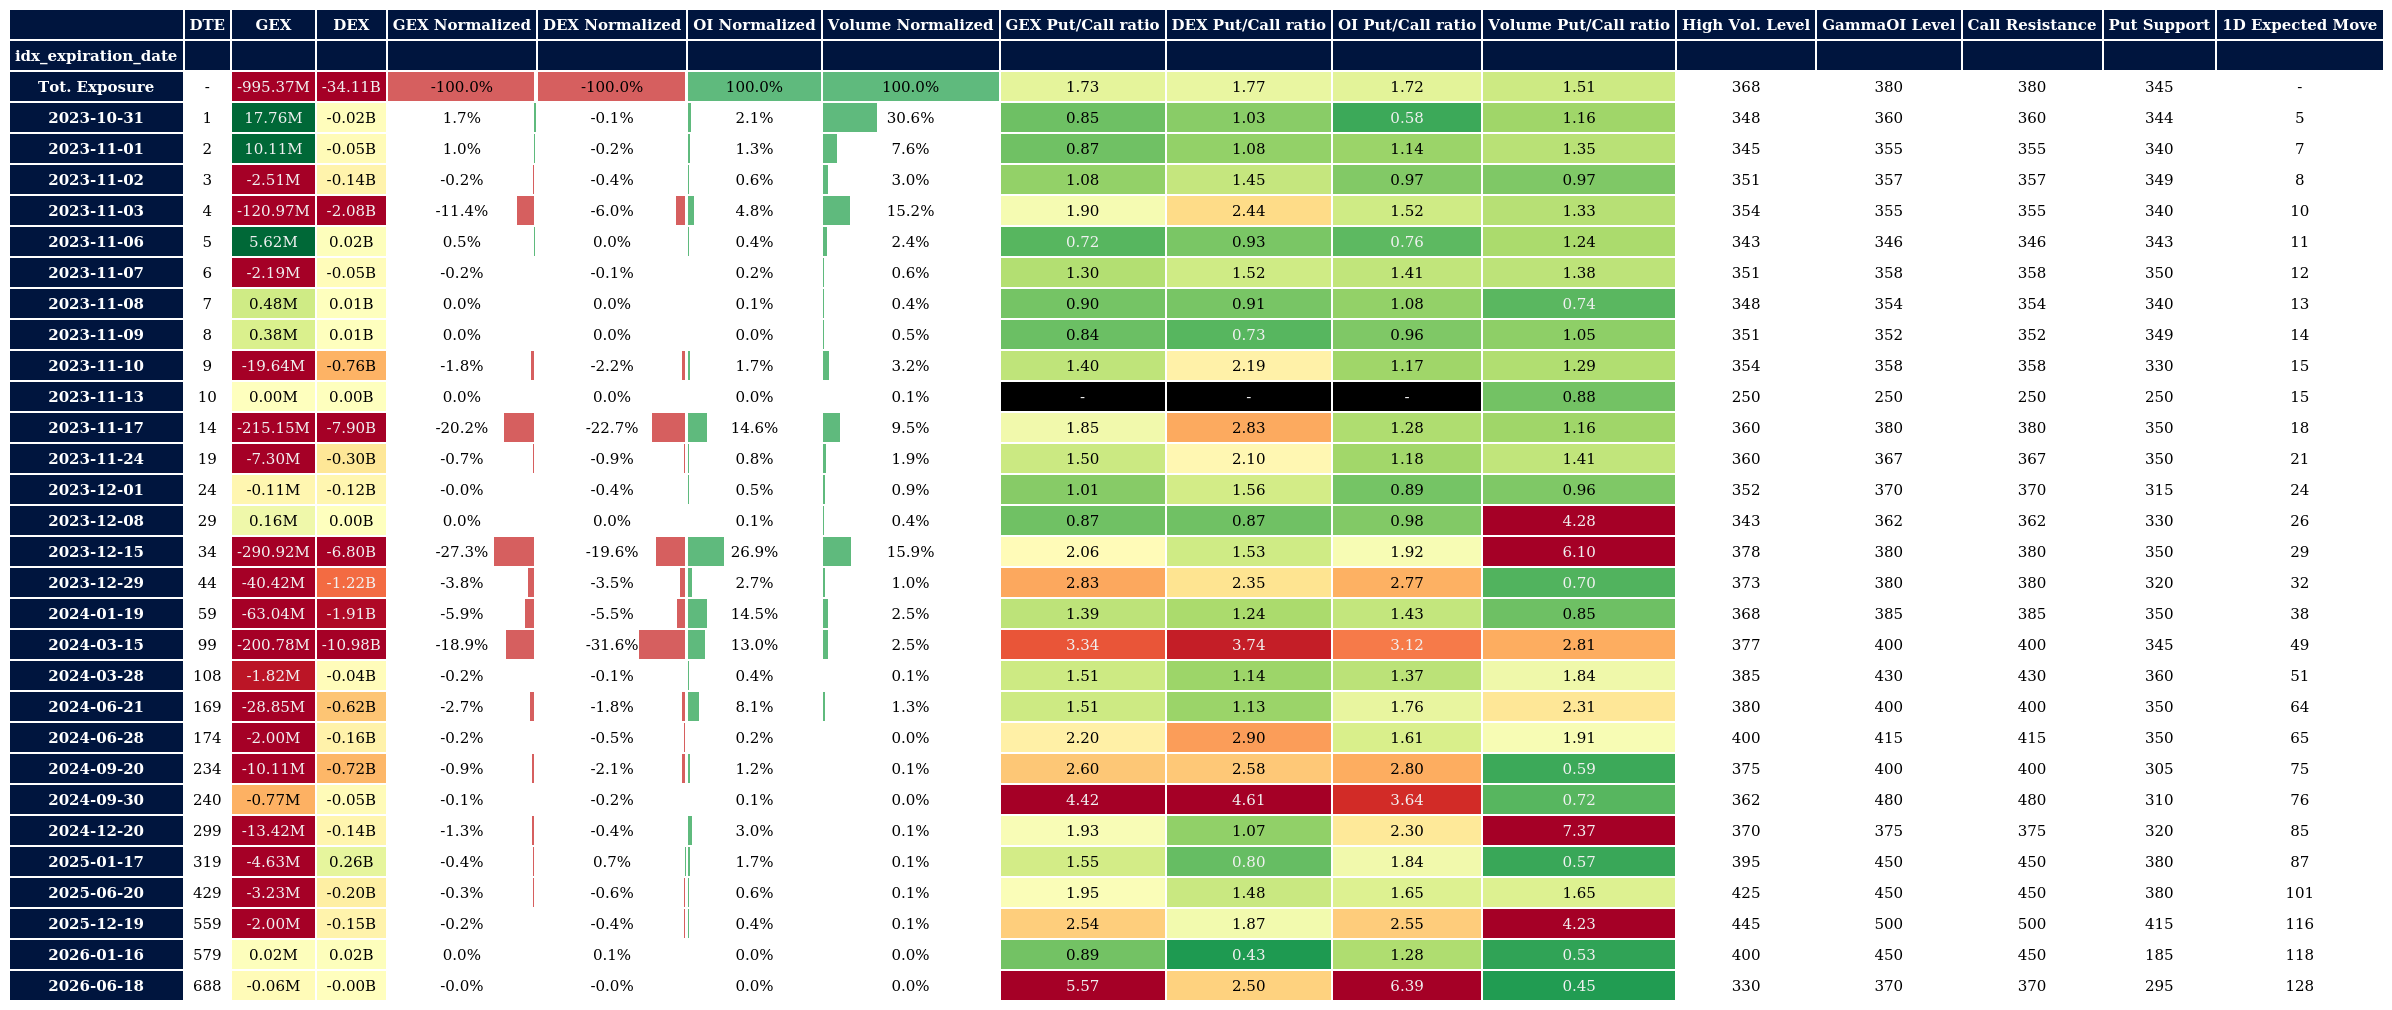 DTE GEX DEX GEX Normalized DEX Normalized OI Normalized Volume Normalized GEX Put/Call ratio DEX Put/Call ratio OI Put/Call ratio Volume Put/Call ratio High Vol. Level GammaOI Level Call Resistance Put Support 1D Expected Move
idx_expiration_date
Tot. Exposure - -995.37M -34.11B -100.0% -100.0% 100.0% 100.0% 1.73 1.77 1.72 1.51 368 380 380 345 -
2023-10-31 1 17.76M -0.02B 1.7% -0.1% 2.1% 30.6% 0.85 1.03 0.58 1.16 348 360 360 344 5
2023-11-01 2 10.11M -0.05B 1.0% -0.2% 1.3% 7.6% 0.87 1.08 1.14 1.35 345 355 355 340 7
2023-11-02 3 -2.51M -0.14B -0.2% -0.4% 0.6% 3.0% 1.08 1.45 0.97 0.97 351 357 357 349 8
2023-11-03 4 -120.97M -2.08B -11.4% -6.0% 4.8% 15.2% 1.90 2.44 1.52 1.33 354 355 355 340 10
2023-11-06 5 5.62M 0.02B 0.5% 0.0% 0.4% 2.4% 0.72 0.93 0.76 1.24 343 346 346 343 11
2023-11-07 6 -2.19M -0.05B -0.2% -0.1% 0.2% 0.6% 1.30 1.52 1.41 1.38 351 358 358 350 12
2023-11-08 7 0.48M 0.01B 0.0% 0.0% 0.1% 0.4% 0.90 0.91 1.08 0.74 348 354 354 340 13
2023-11-09 8 0.38M 0.01B 0.0% 0.0% 0.0% 0.5% 0.84 0.73 0.96 1.05 351 352 352 349 14
2023-11-10 9 -19.64M -0.76B -1.8% -2.2% 1.7% 3.2% 1.40 2.19 1.17 1.29 354 358 358 330 15
2023-11-13 10 0.00M 0.00B 0.0% 0.0% 0.0% 0.1% - - - 0.88 250 250 250 250 15
2023-11-17 14 -215.15M -7.90B -20.2% -22.7% 14.6% 9.5% 1.85 2.83 1.28 1.16 360 380 380 350 18
2023-11-24 19 -7.30M -0.30B -0.7% -0.9% 0.8% 1.9% 1.50 2.10 1.18 1.41 360 367 367 350 21
2023-12-01 24 -0.11M -0.12B -0.0% -0.4% 0.5% 0.9% 1.01 1.56 0.89 0.96 352 370 370 315 24
2023-12-08 29 0.16M 0.00B 0.0% 0.0% 0.1% 0.4% 0.87 0.87 0.98 4.28 343 362 362 330 26
2023-12-15 34 -290.92M -6.80B -27.3% -19.6% 26.9% 15.9% 2.06 1.53 1.92 6.10 378 380 380 350 29
2023-12-29 44 -40.42M -1.22B -3.8% -3.5% 2.7% 1.0% 2.83 2.35 2.77 0.70 373 380 380 320 32
2024-01-19 59 -63.04M -1.91B -5.9% -5.5% 14.5% 2.5% 1.39 1.24 1.43 0.85 368 385 385 350 38
2024-03-15 99 -200.78M -10.98B -18.9% -31.6% 13.0% 2.5% 3.34 3.74 3.12 2.81 377 400 400 345 49
2024-03-28 108 -1.82M -0.04B -0.2% -0.1% 0.4% 0.1% 1.51 1.14 1.37 1.84 385 430 430 360 51
2024-06-21 169 -28.85M -0.62B -2.7% -1.8% 8.1% 1.3% 1.51 1.13 1.76 2.31 380 400 400 350 64
2024-06-28 174 -2.00M -0.16B -0.2% -0.5% 0.2% 0.0% 2.20 2.90 1.61 1.91 400 415 415 350 65
2024-09-20 234 -10.11M -0.72B -0.9% -2.1% 1.2% 0.1% 2.60 2.58 2.80 0.59 375 400 400 305 75
2024-09-30 240 -0.77M -0.05B -0.1% -0.2% 0.1% 0.0% 4.42 4.61 3.64 0.72 362 480 480 310 76
2024-12-20 299 -13.42M -0.14B -1.3% -0.4% 3.0% 0.1% 1.93 1.07 2.30 7.37 370 375 375 320 85
2025-01-17 319 -4.63M 0.26B -0.4% 0.7% 1.7% 0.1% 1.55 0.80 1.84 0.57 395 450 450 380 87
2025-06-20 429 -3.23M -0.20B -0.3% -0.6% 0.6% 0.1% 1.95 1.48 1.65 1.65 425 450 450 380 101
2025-12-19 559 -2.00M -0.15B -0.2% -0.4% 0.4% 0.1% 2.54 1.87 2.55 4.23 445 500 500 415 116
2026-01-16 579 0.02M 0.02B 0.0% 0.1% 0.0% 0.0% 0.89 0.43 1.28 0.53 400 450 450 185 118
2026-06-18 688 -0.06M -0.00B -0.0% -0.0% 0.0% 0.0% 5.57 2.50 6.39 0.45 330 370 370 295 128